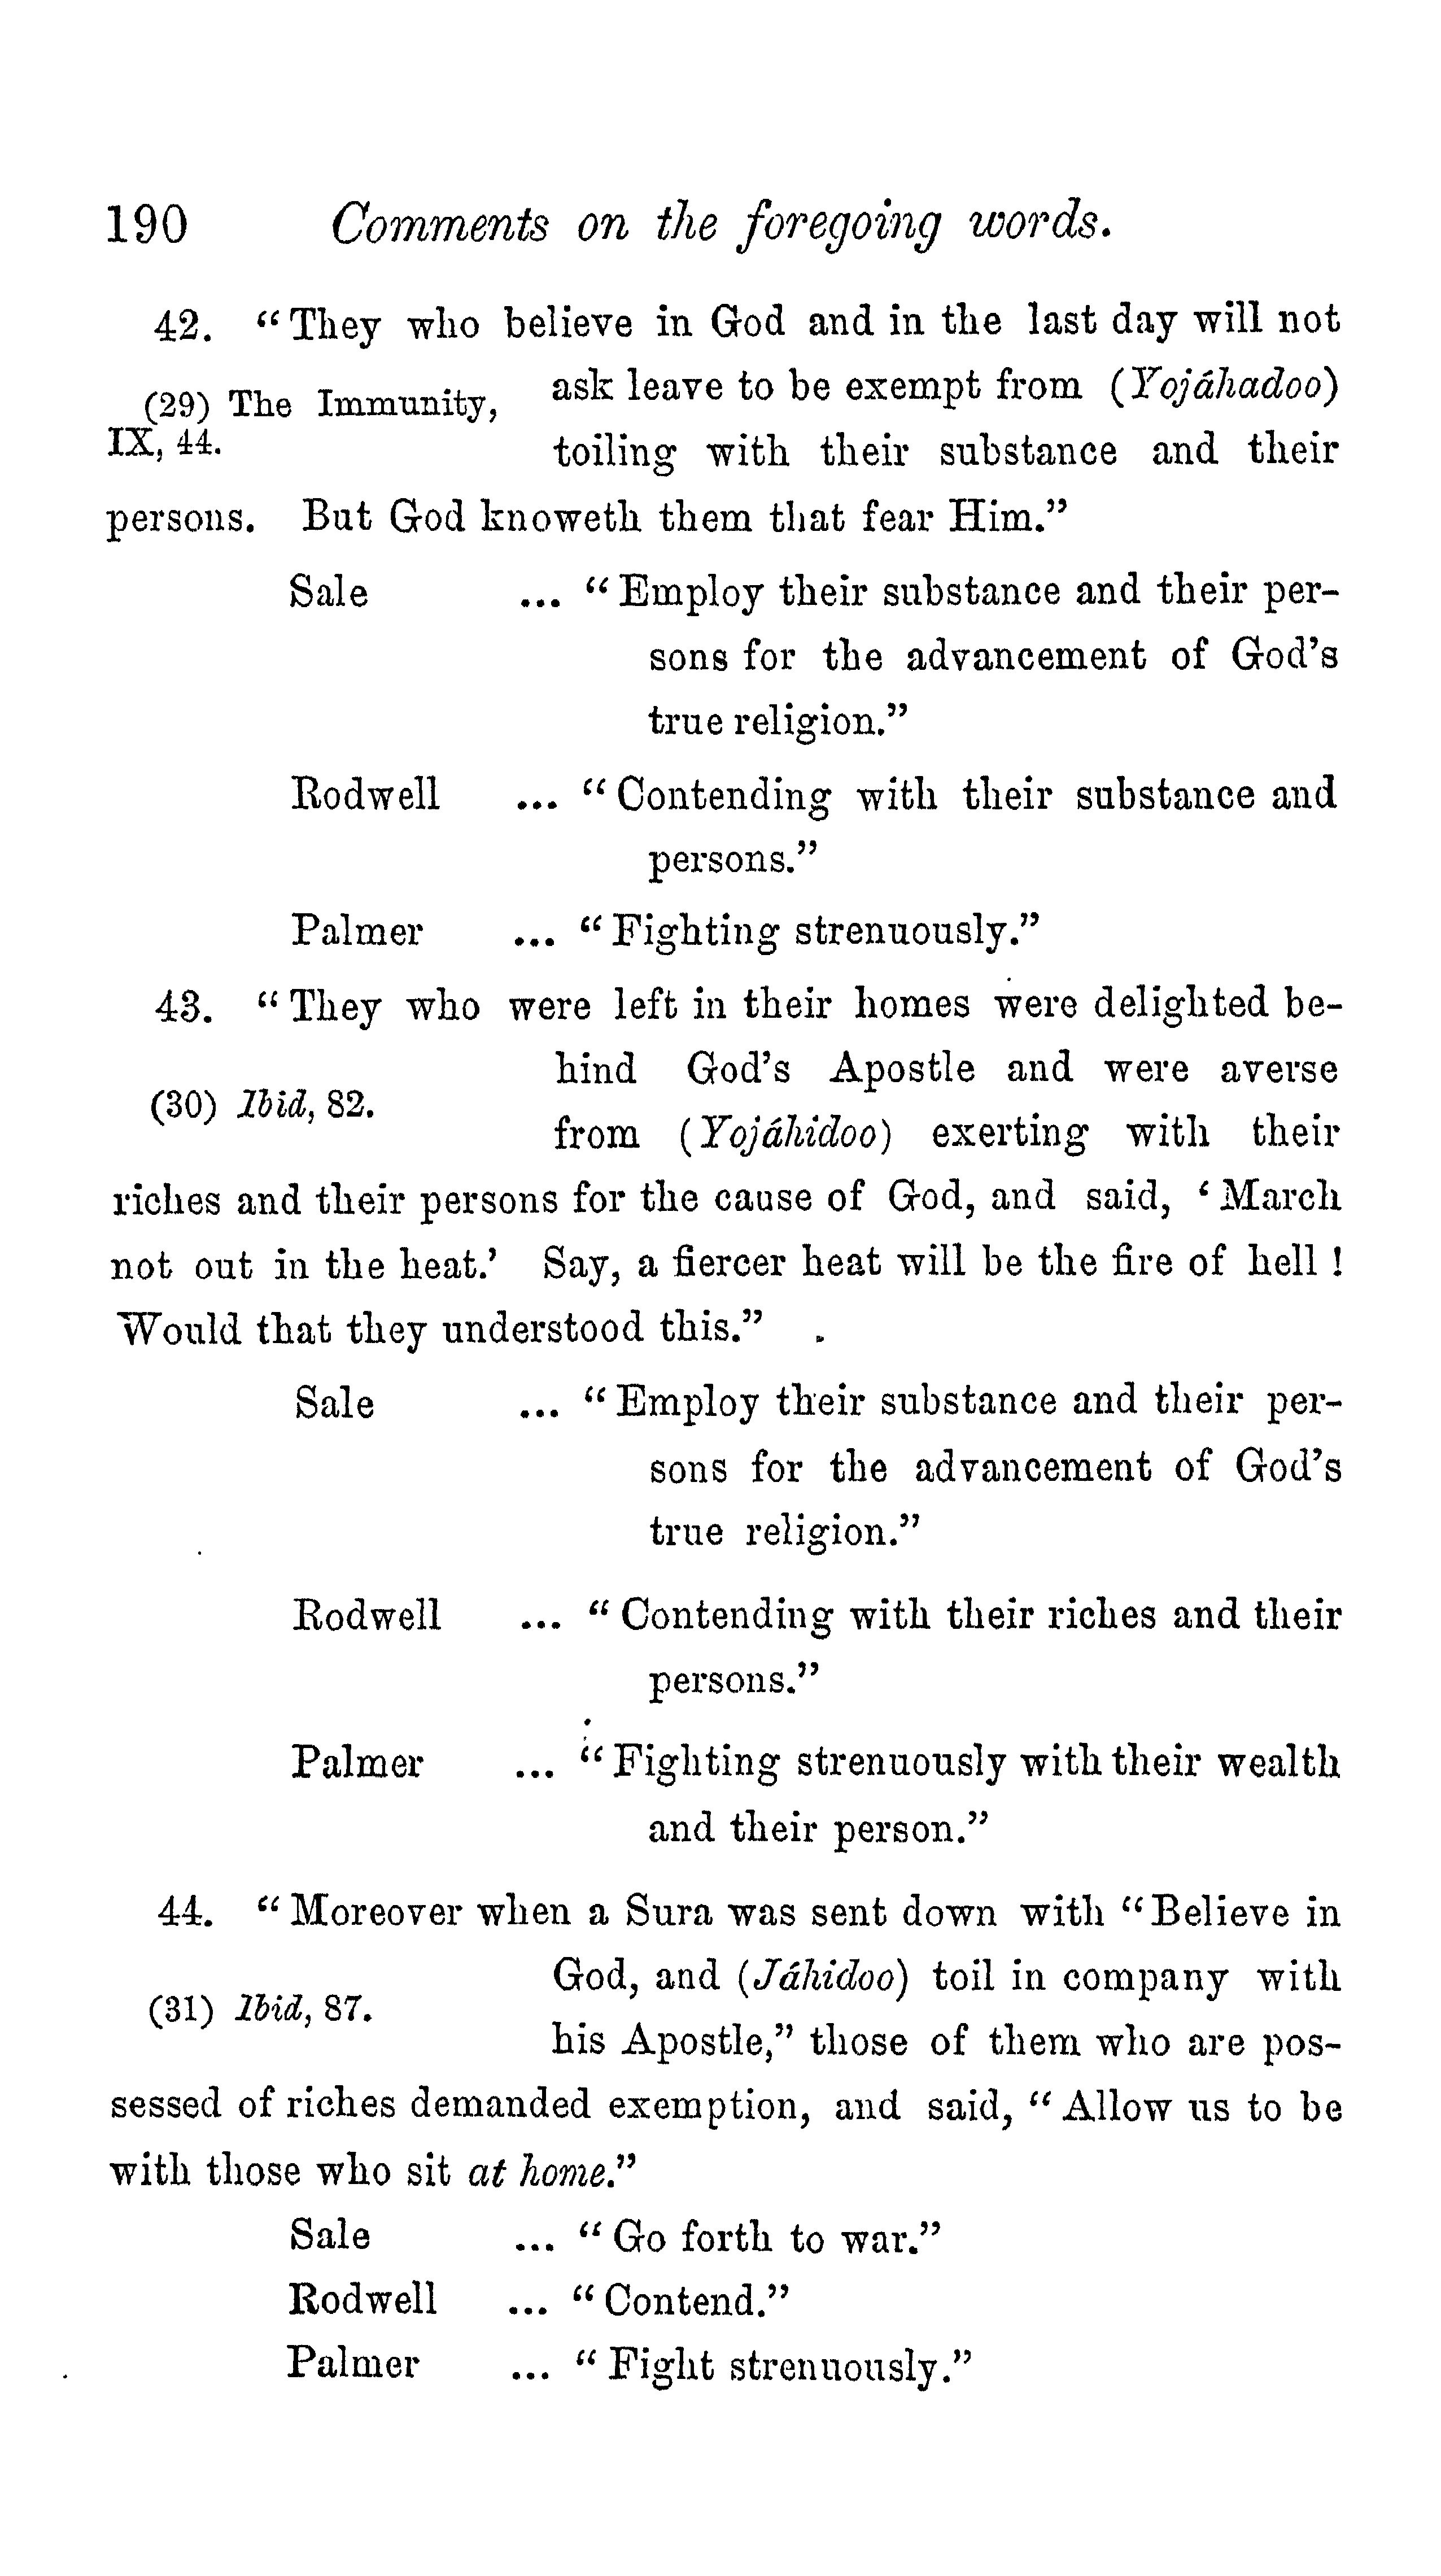 190 Comments on the foregoing words.
42. “They who believe in God and in the last day will not
(29) The Immunity,
IX, 44.
ask leave to be exempt from (Yojáhadoo)
toiling with their substance and their
persons. But God knoweth them that fear Him.”
Sale ... “Employ their substance and their per-
sons for the advancement of God’s
true religion.”
Rodwell ... “Contending with their substance and
persons.”
Palmer ... “Fighting strenuously.”
43. “They who were left in their homes were delighted be-
(30) Ibid, 82.
hind God’s Apostle and were averse
from (Yojáhidoo) exerting with their
riches and their persons for the cause of God, and said, ‘March
not out in the heat.’ Say, a fiercer heat will be the fire of hell!
Would that they understood this.”
Sale ... “Employ their substance and their per-
sons for the advancement of God’s
true religion.”
Rodwell ... “Contending with their riches and their
persons.”
Palmer ... “Fighting strenuously with their wealth
and their person.”
44. “Moreover when a Sura was sent down with “Believe in
(31) Ibid, 87.
God, and (Jáhidoo) toil in company with
his Apostle,” those of them who are pos-
sessed of riches demanded exemption, and said, “Allow us to be
with those who sit at home.”
Sale ... “Go forth to war.”
Rodwell ... “Contend.”
Palmer ... “Fight strenuously.”